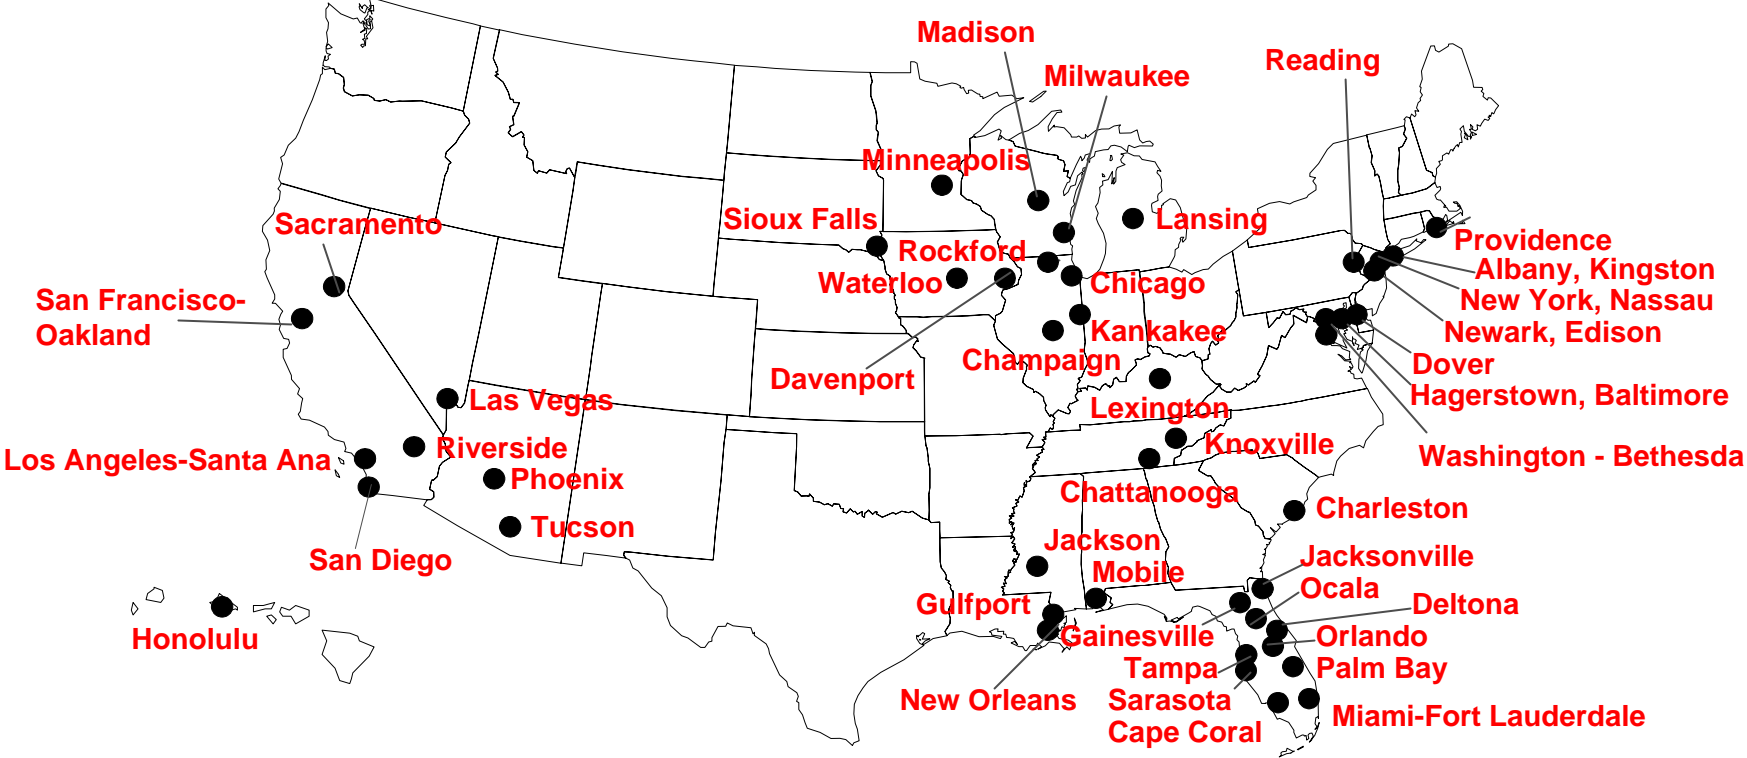 Madison
Reading
Milwaukee
Minneapolis
Sioux Falls
Lansing
Sacramento
Providence
Rockford
Albany, Kingston
Waterloo
Chicago
San Francisco-
Oakland
New York, Nassau
Kankakee
Newark, Edison
Champaign
Dover
Davenport
Hagerstown, Baltimore
Las Vegas
Lexington
Riverside
Knoxville
Los Angeles-Santa Ana
Washington - Bethesda
Phoenix
Chattanooga
Charleston
Tucson
Jackson
San Diego
Jacksonville
Mobile
Ocala
Gulfport
Deltona
Honolulu
Gainesville
Orlando
Tampa
Palm Bay
New Orleans
Sarasota
Miami-Fort Lauderdale
Cape Coral